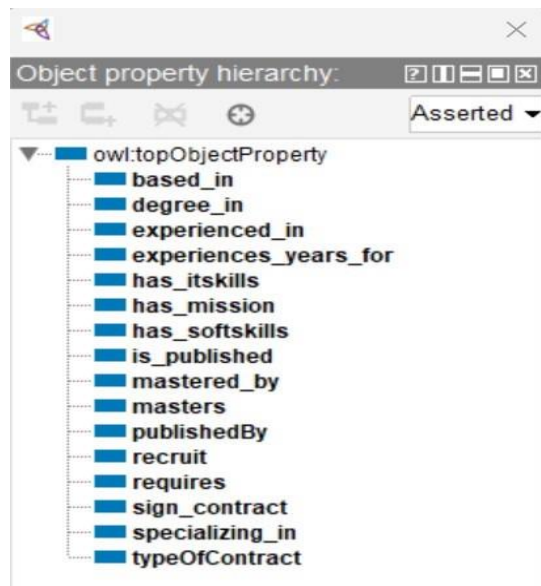 Object property hierarchy:
Asserted
owl:topObjectProperty
based_in
degree_in
experienced_in
experiences_years_for
has_itskills
has_mission
has_softskills
is_published
mastered_by
masters
publishedBy
recruit
requires
sign_contract
specializing_in
typeOfContract